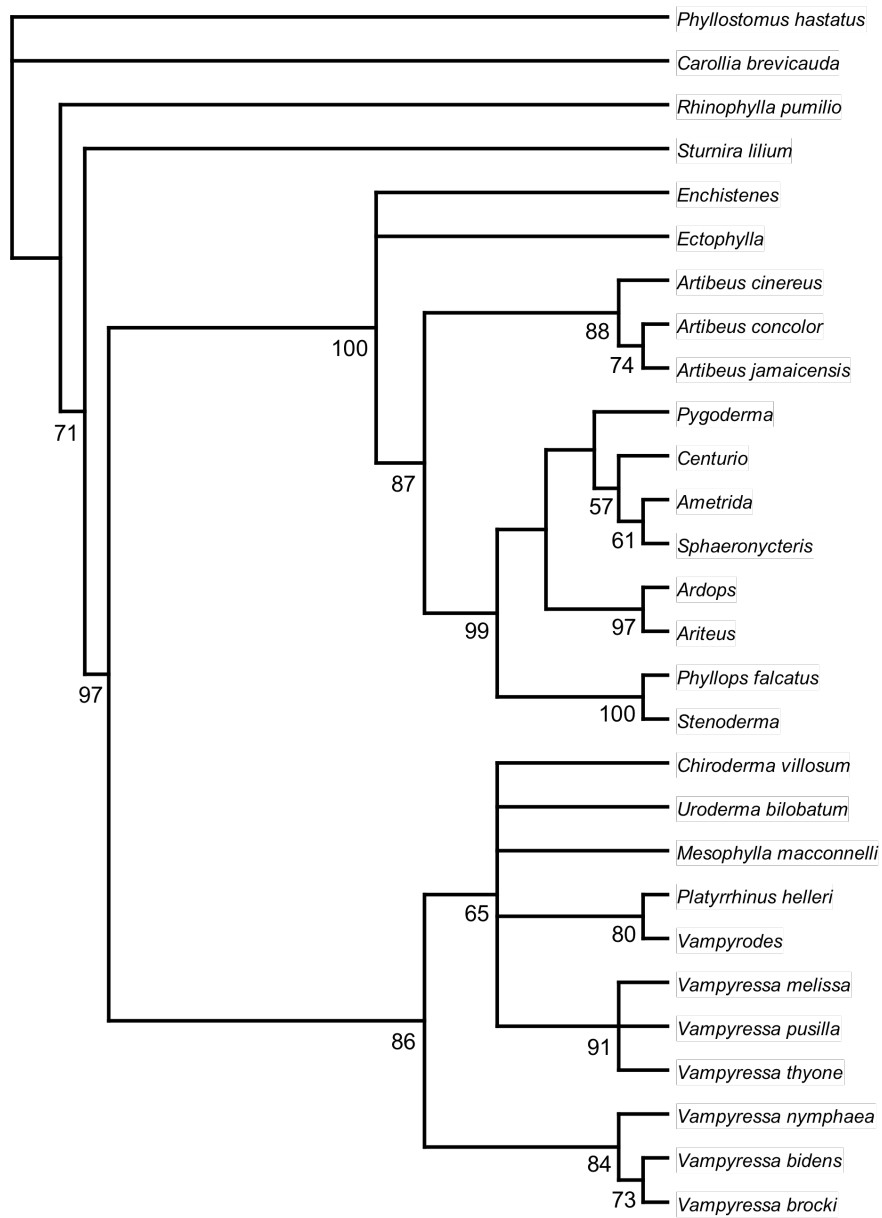 Phyllostomus hastatus
Carollia brevicauda
Rhinophylla pumilio
Sturnira lilium
Enchistenes
Ectophylla
Artibeus cinereus
88
Artibeus concolor
100
74
Artibeus jamaicensis
Pygoderma
71
Centurio
87
Ametrida
57
61
Sphaeronycteris
Ardops
99
97
Ariteus
Phyllops falcatus
97
100
Stenoderma
Chiroderma villosum
Uroderma bilobatum
Mesophylla macconnelli
Platyrrhinus helleri
65
80
Vampyrodes
Vampyressa melissa
Vampyressa pusilla
86
91
Vampyressa thyone
Vampyressa nymphaea
84
Vampyressa bidens
73
Vampyressa brocki